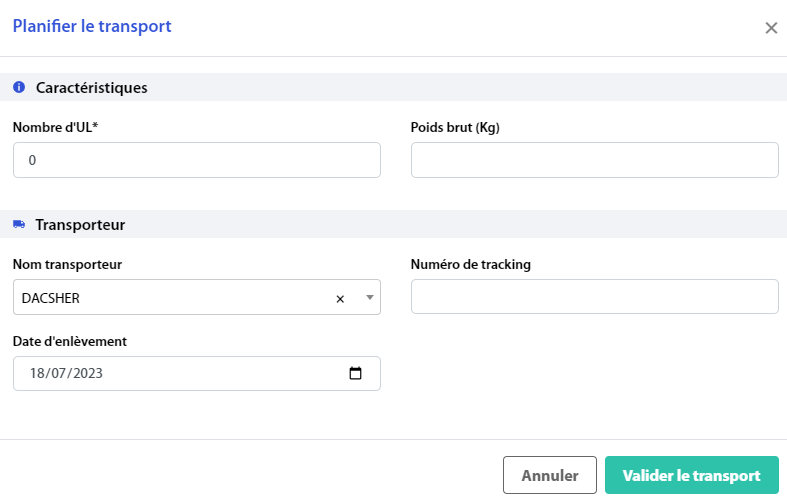 Planifier le transport
×
Caractéristiques
Nombre d'UL* Poids brut (Kg)
0
Transporteur
Nom transporteur Numéro de tracking
DACSHER ×
Date d'enlèvement
18/07/2023
Annuler Valider le transport